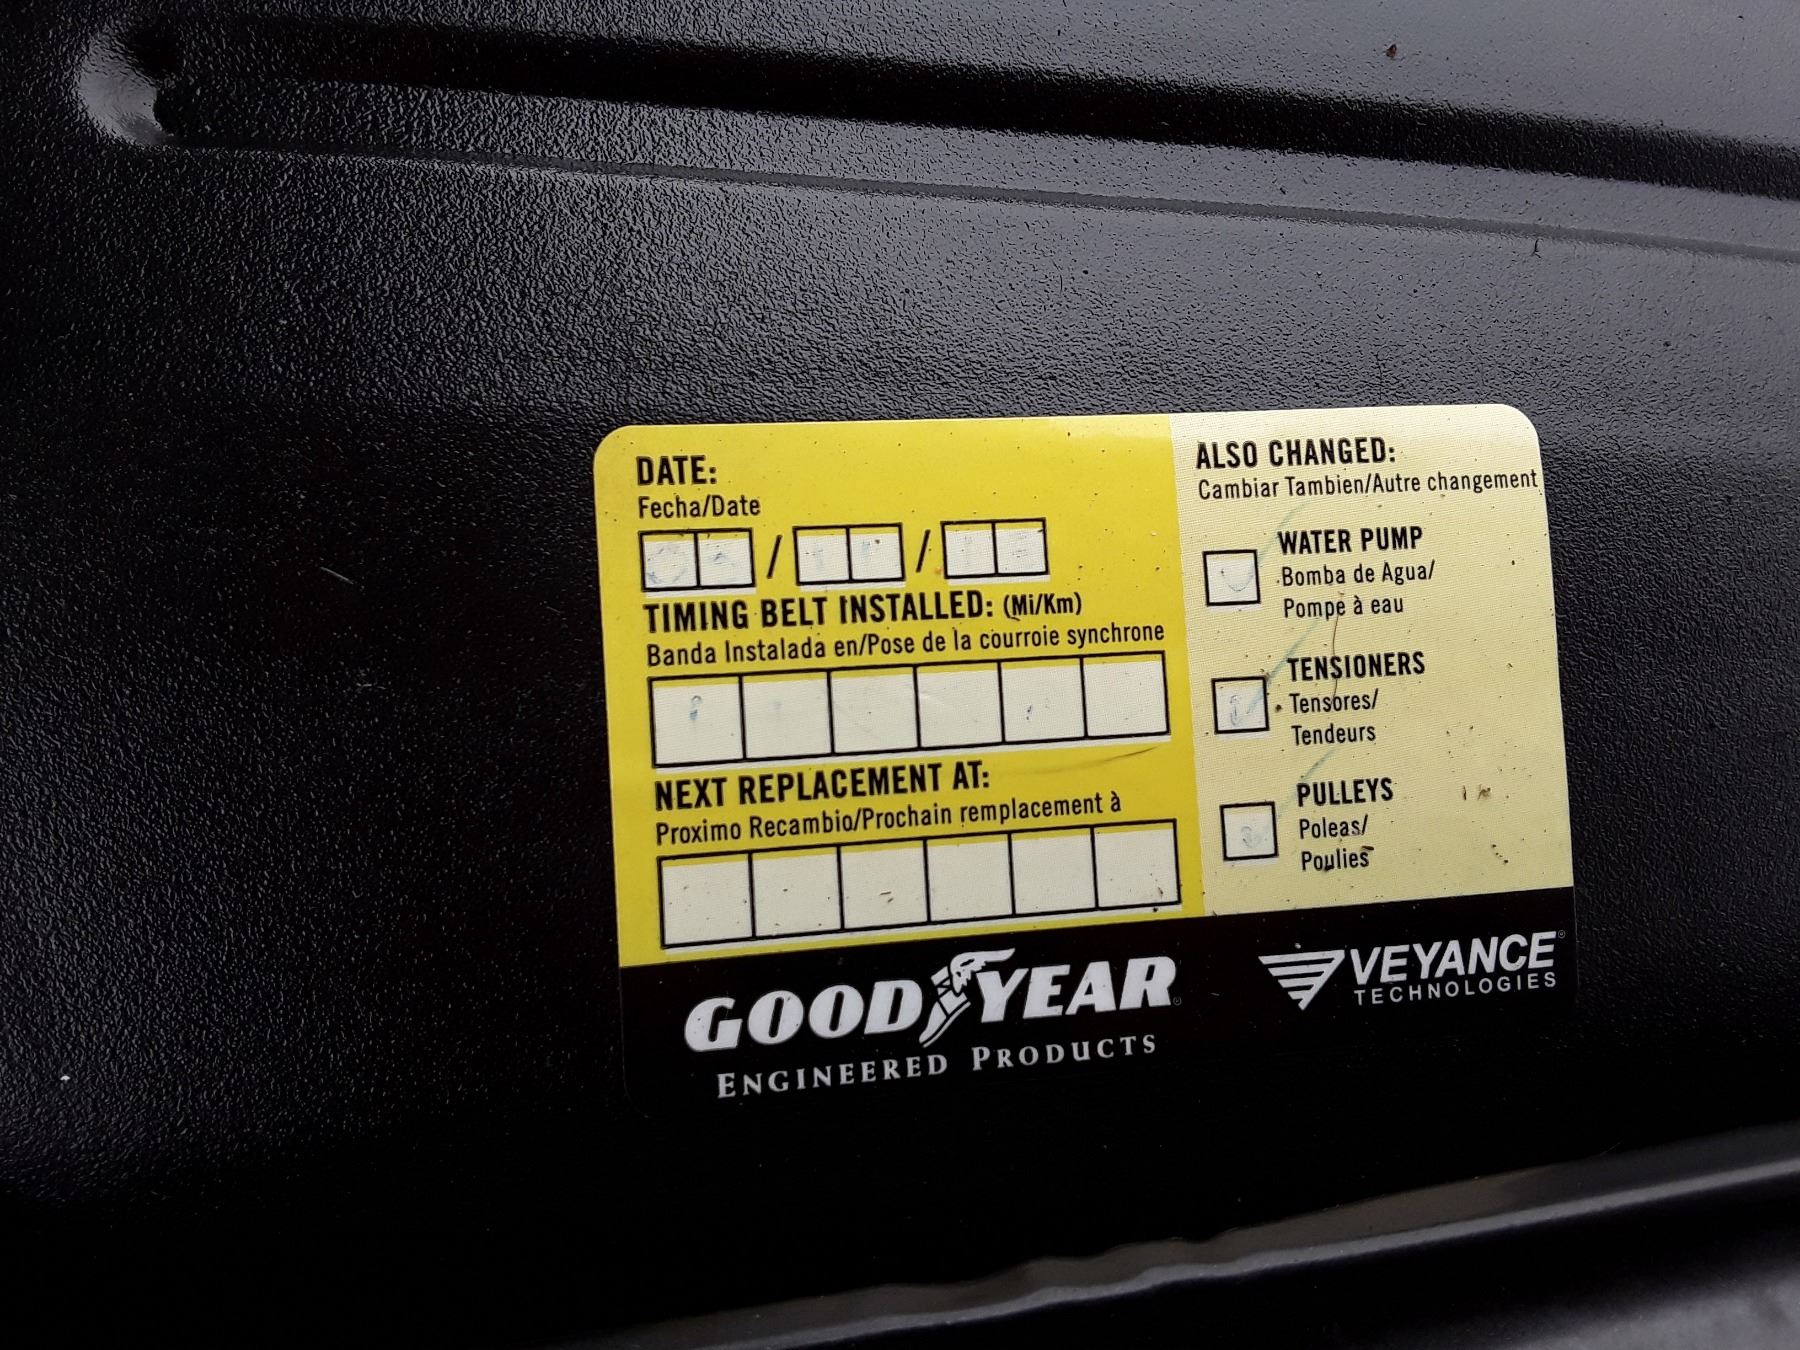 DATE:
Fecha/Date
/ /
TIMING BELT INSTALLED: (Mi/Km)
Banda Instalada en/Pose de la courroie synchrone
NEXT REPLACEMENT AT:
Proximo Recambio/Prochain remplacement à
ALSO CHANGED:
Cambiar Tambien/Autre changement
WATER PUMP
Bomba de Agua/
Pompe à eau
TENSIONERS
Tensores/
Tendeurs
PULLEYS
Poleas/
Poulies
GOODYEAR
ENGINEERED PRODUCTS
VEYANCE
TECHNOLOGIES